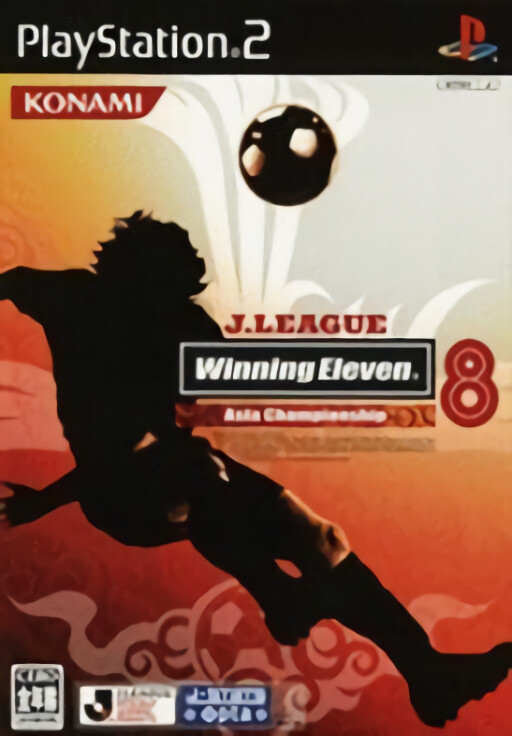 PlayStation.2
KONAMI
J.LEAGUE
Winning Eleven. 8
Asia Championship